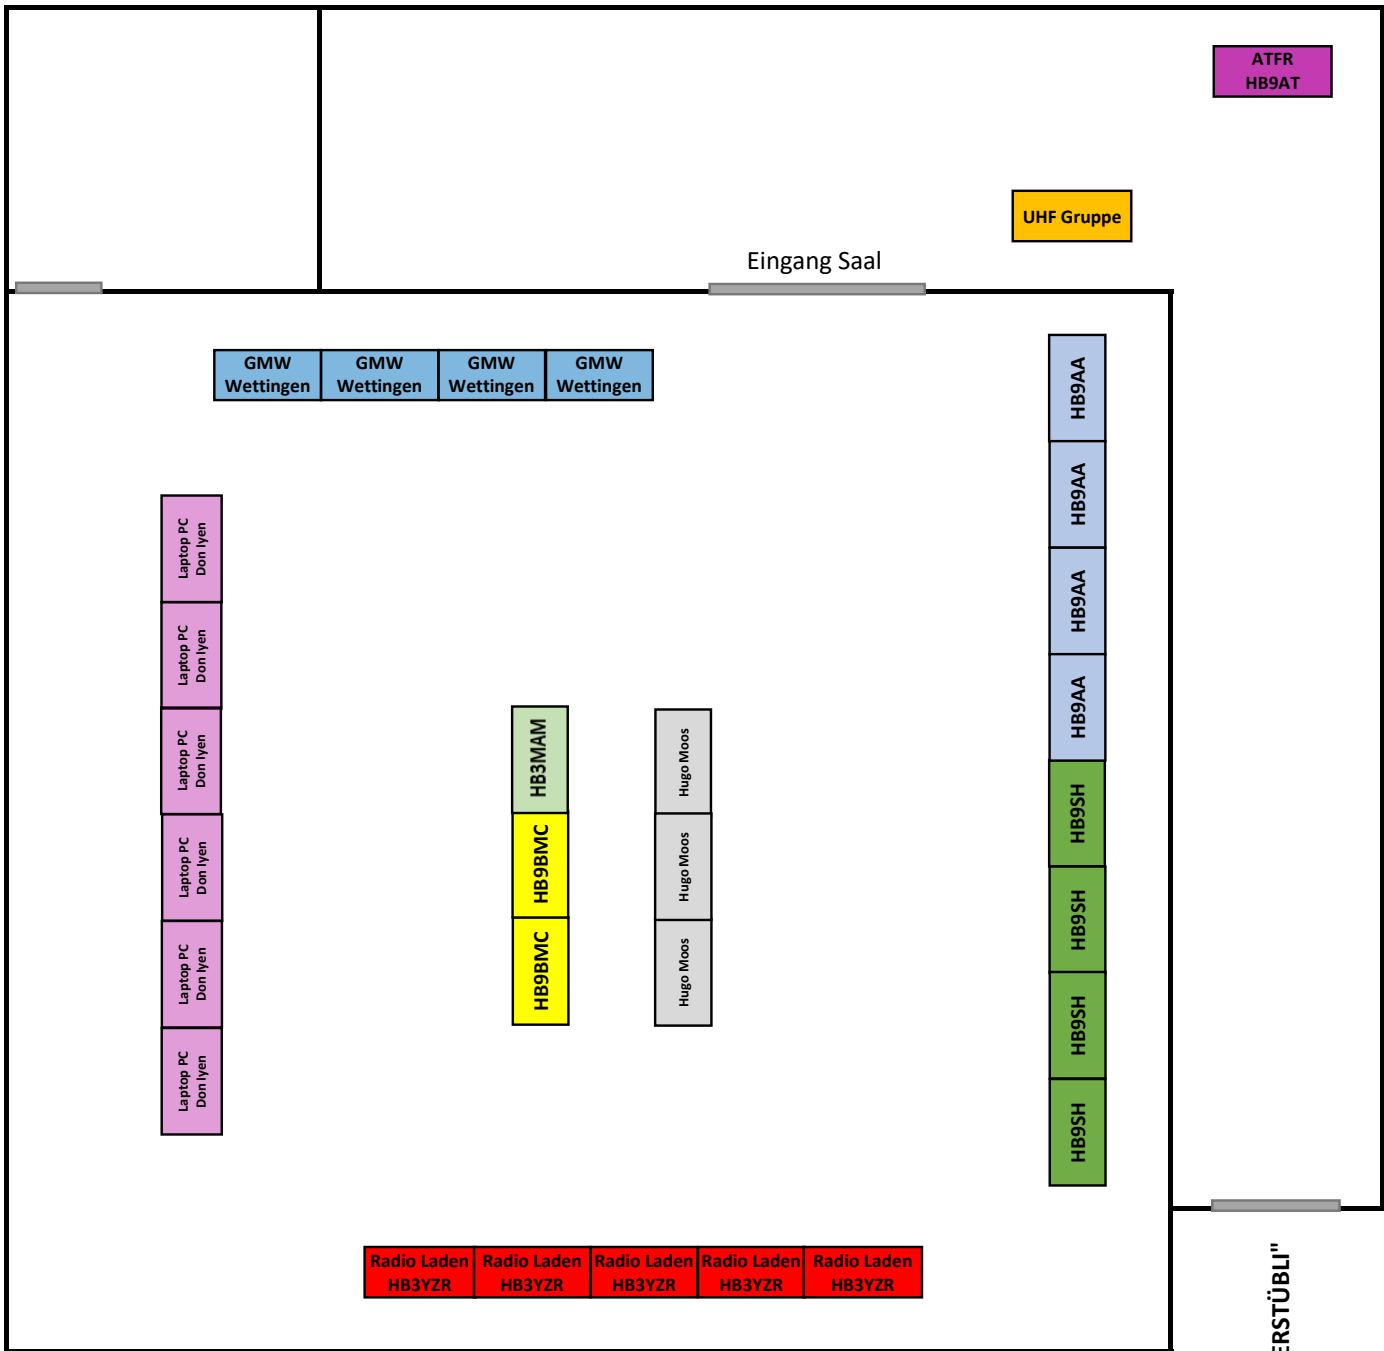 ATFR
HB9AT
UHF Gruppe
Eingang Saal
GMW
Wettingen
GMW
Wettingen
GMW
Wettingen
GMW
Wettingen
HB9AA
HB9AA
HB9AA
HB9AA
HB9SH
HB9SH
HB9SH
HB9SH
Laptop PC
Don Iyen
Laptop PC
Don Iyen
Laptop PC
Don Iyen
Laptop PC
Don Iyen
Laptop PC
Don Iyen
Laptop PC
Don Iyen
HB3MAM
HB9BMC
HB9BMC
Hugo Moos
Hugo Moos
Hugo Moos
Radio Laden
HB3YZR
Radio Laden
HB3YZR
Radio Laden
HB3YZR
Radio Laden
HB3YZR
Radio Laden
HB3YZR
ERSTÜBLI"